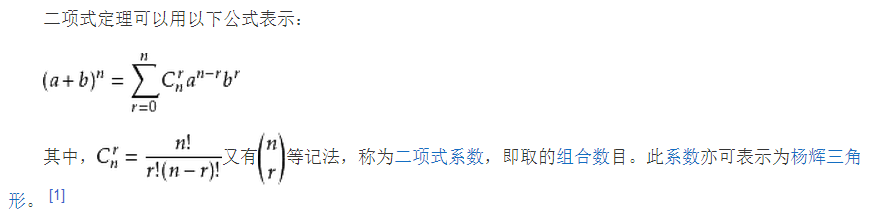 二项式定理可以用以下公式表示：
(a+b)ⁿ = ∑_{r=0}^{n} C_n^r a^{n−r} b^r
其中，C_n^r = n!/(r!(n−r)!) 又有(n r)等记法，称为二项式系数，即取的组合数目。此系数亦可表示为杨辉三角
形。[1]